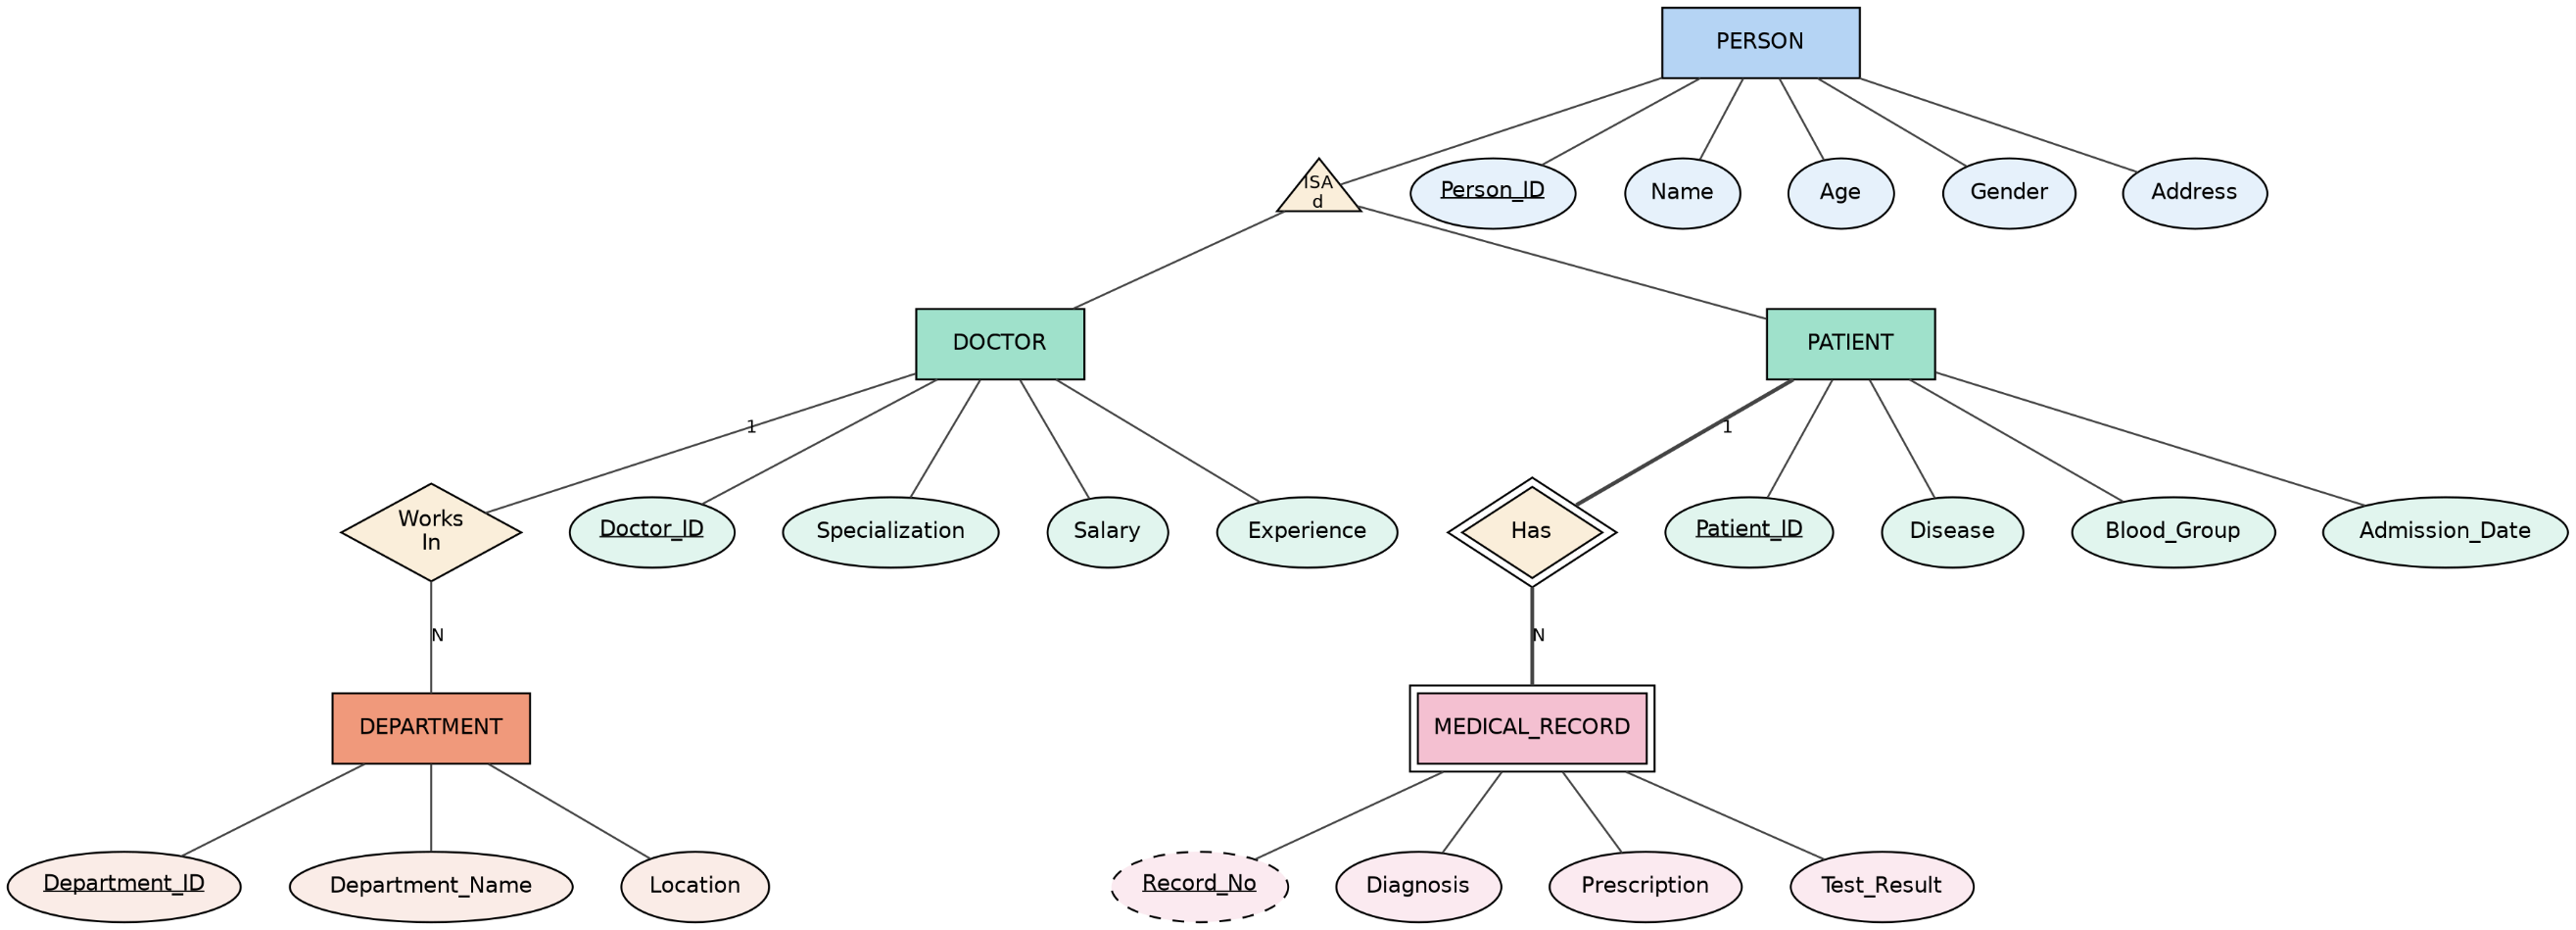 PERSON
ISA
d
Person_ID
Name
Age
Gender
Address
DOCTOR
PATIENT
1
1
Works
In
Doctor_ID
Specialization
Salary
Experience
Has
Patient_ID
Disease
Blood_Group
Admission_Date
N
N
DEPARTMENT
MEDICAL_RECORD
Department_ID
Department_Name
Location
Record_No
Diagnosis
Prescription
Test_Result